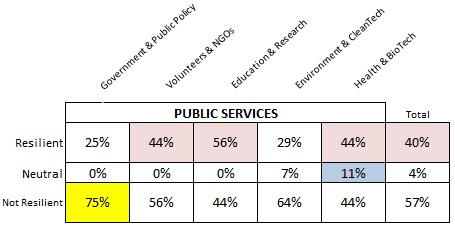 Government & Public Policy
Volunteers & NGOs
Education & Research
Environment & CleanTech
Health & BioTech
PUBLIC SERVICES Total
Resilient 25% 44% 56% 29% 44% 40%
Neutral 0% 0% 0% 7% 11% 4%
Not Resilient 75% 56% 44% 64% 44% 57%